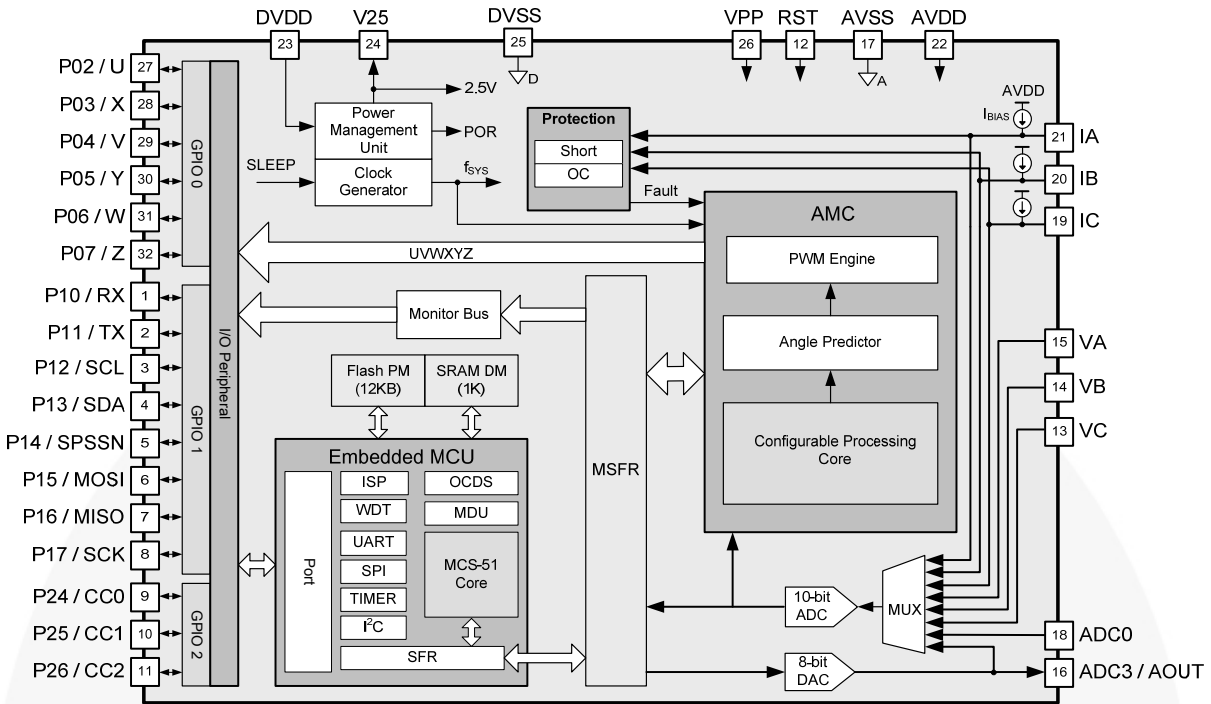 DVDD
V25
DVSS
VPP
RST
AVSS
AVDD
23
24
25
26
12
17
22
D
A
P02 / U
27
P03 / X
28
P04 / V
29
P05 / Y
30
P06 / W
31
P07 / Z
32
P10 / RX
1
P11 / TX
2
P12 / SCL
3
P13 / SDA
4
P14 / SPSSN
5
P15 / MOSI
6
P16 / MISO
7
P17 / SCK
8
P24 / CC0
9
P25 / CC1
10
P26 / CC2
11
GPIO 0
GPIO 1
GPIO 2
I/O Peripheral
2.5V
Power
Management
Unit
POR
SLEEP
Clock
Generator
fSYS
Protection
Short
OC
Fault
AVDD
IBIAS
21
IA
20
IB
19
IC
UVWXYZ
AMC
PWM Engine
Angle Predictor
Configurable Processing
Core
Monitor Bus
Flash PM
(12KB)
SRAM DM
(1K)
MSFR
Embedded MCU
Port
ISP
WDT
UART
SPI
TIMER
I2C
OCDS
MDU
MCS-51
Core
SFR
15
VA
14
VB
13
VC
10-bit
ADC
MUX
8-bit
DAC
18
ADC0
16
ADC3 / AOUT